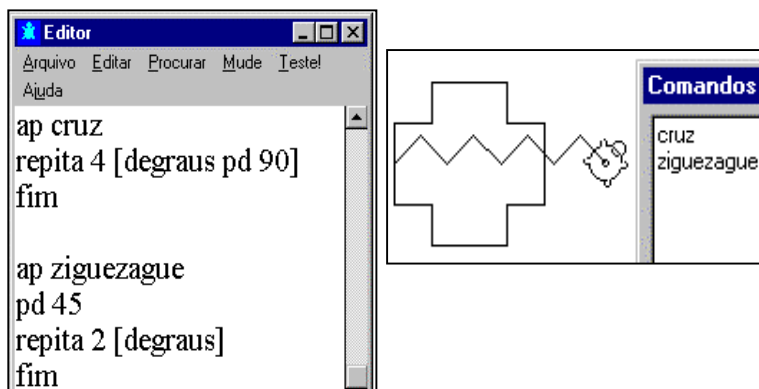 Editor
Arquivo Editar Procurar Mude Teste!
Ajuda
ap cruz
repita 4 [degraus pd 90]
fim
ap ziguezague
pd 45
repita 2 [degraus]
fim
Comandos
cruz
ziguezague